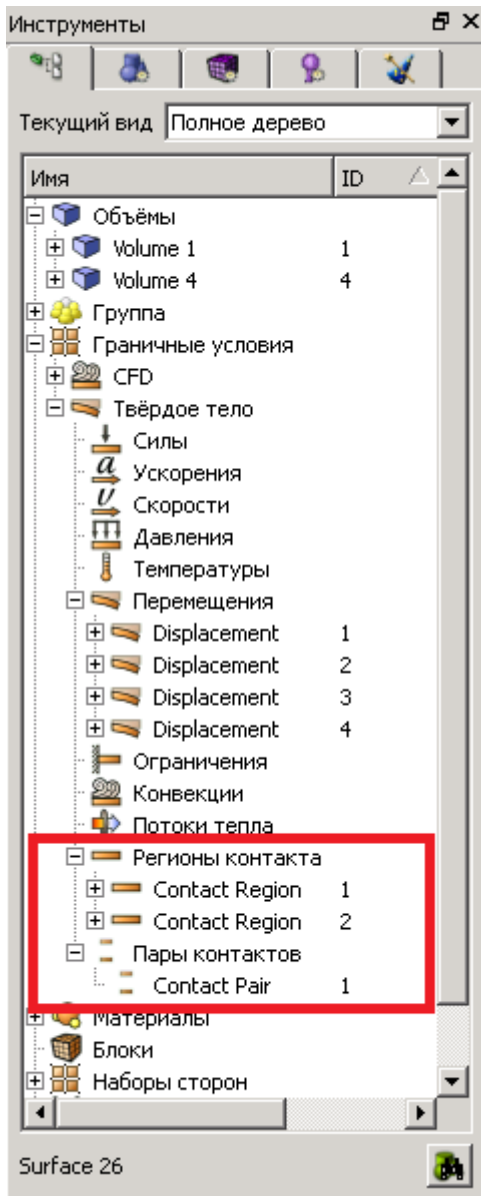 Инструменты
Текущий вид Полное дерево
Имя ID
Объёмы
Volume 1 1
Volume 4 4
Группа
Граничные условия
CFD
Твёрдое тело
Силы
Ускорения
Скорости
Давления
Температуры
Перемещения
Displacement 1
Displacement 2
Displacement 3
Displacement 4
Ограничения
Конвекции
Потоки тепла
Регионы контакта
Contact Region 1
Contact Region 2
Пары контактов
Contact Pair 1
Материалы
Блоки
Наборы сторон
Surface 26